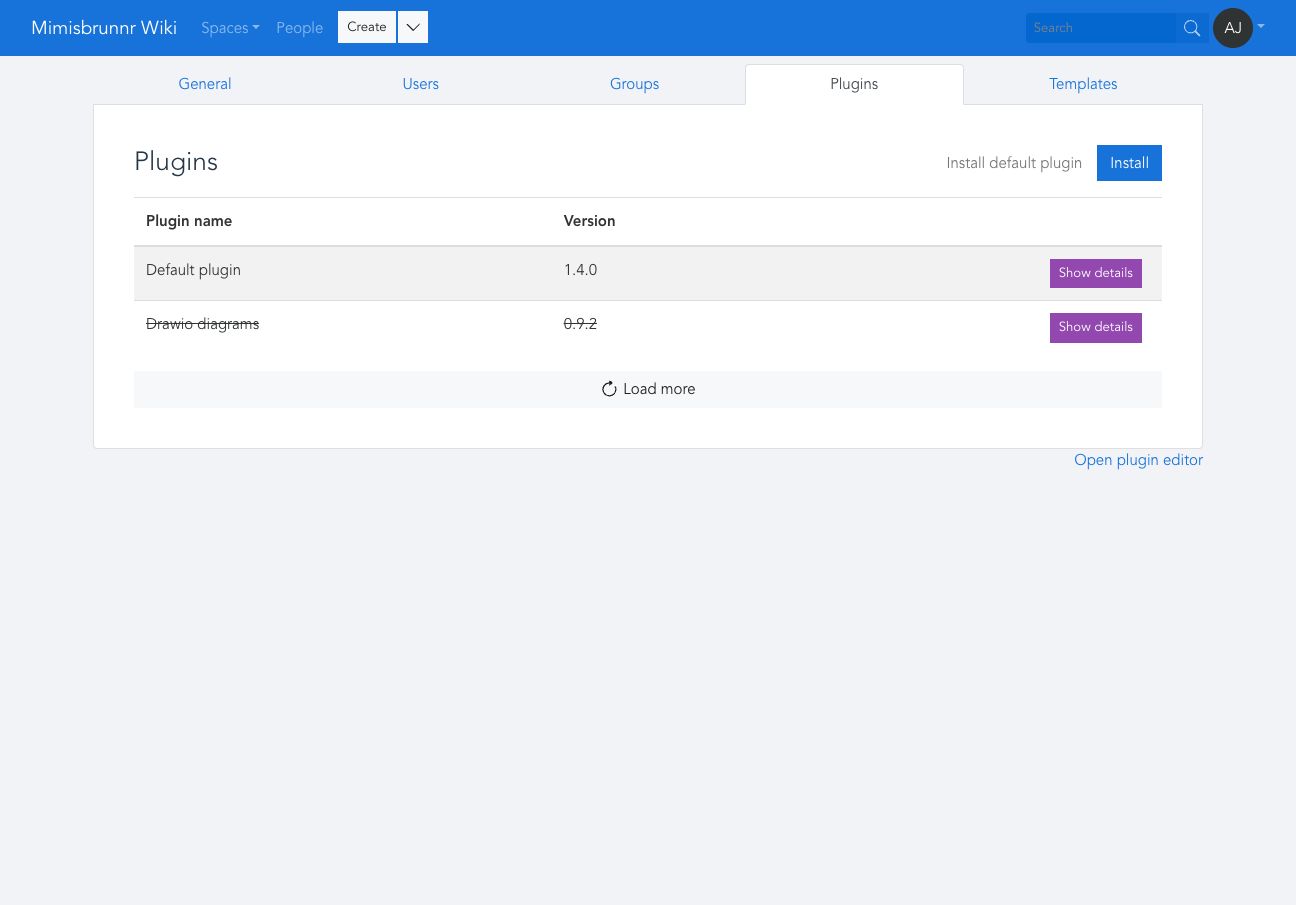 Mimisbrunnr Wiki Spaces People Create Search AJ
General Users Groups Plugins Templates
Plugins Install default plugin Install
Plugin name Version
Default plugin 1.4.0 Show details
Drawio diagrams 0.9.2 Show details
Load more
Open plugin editor